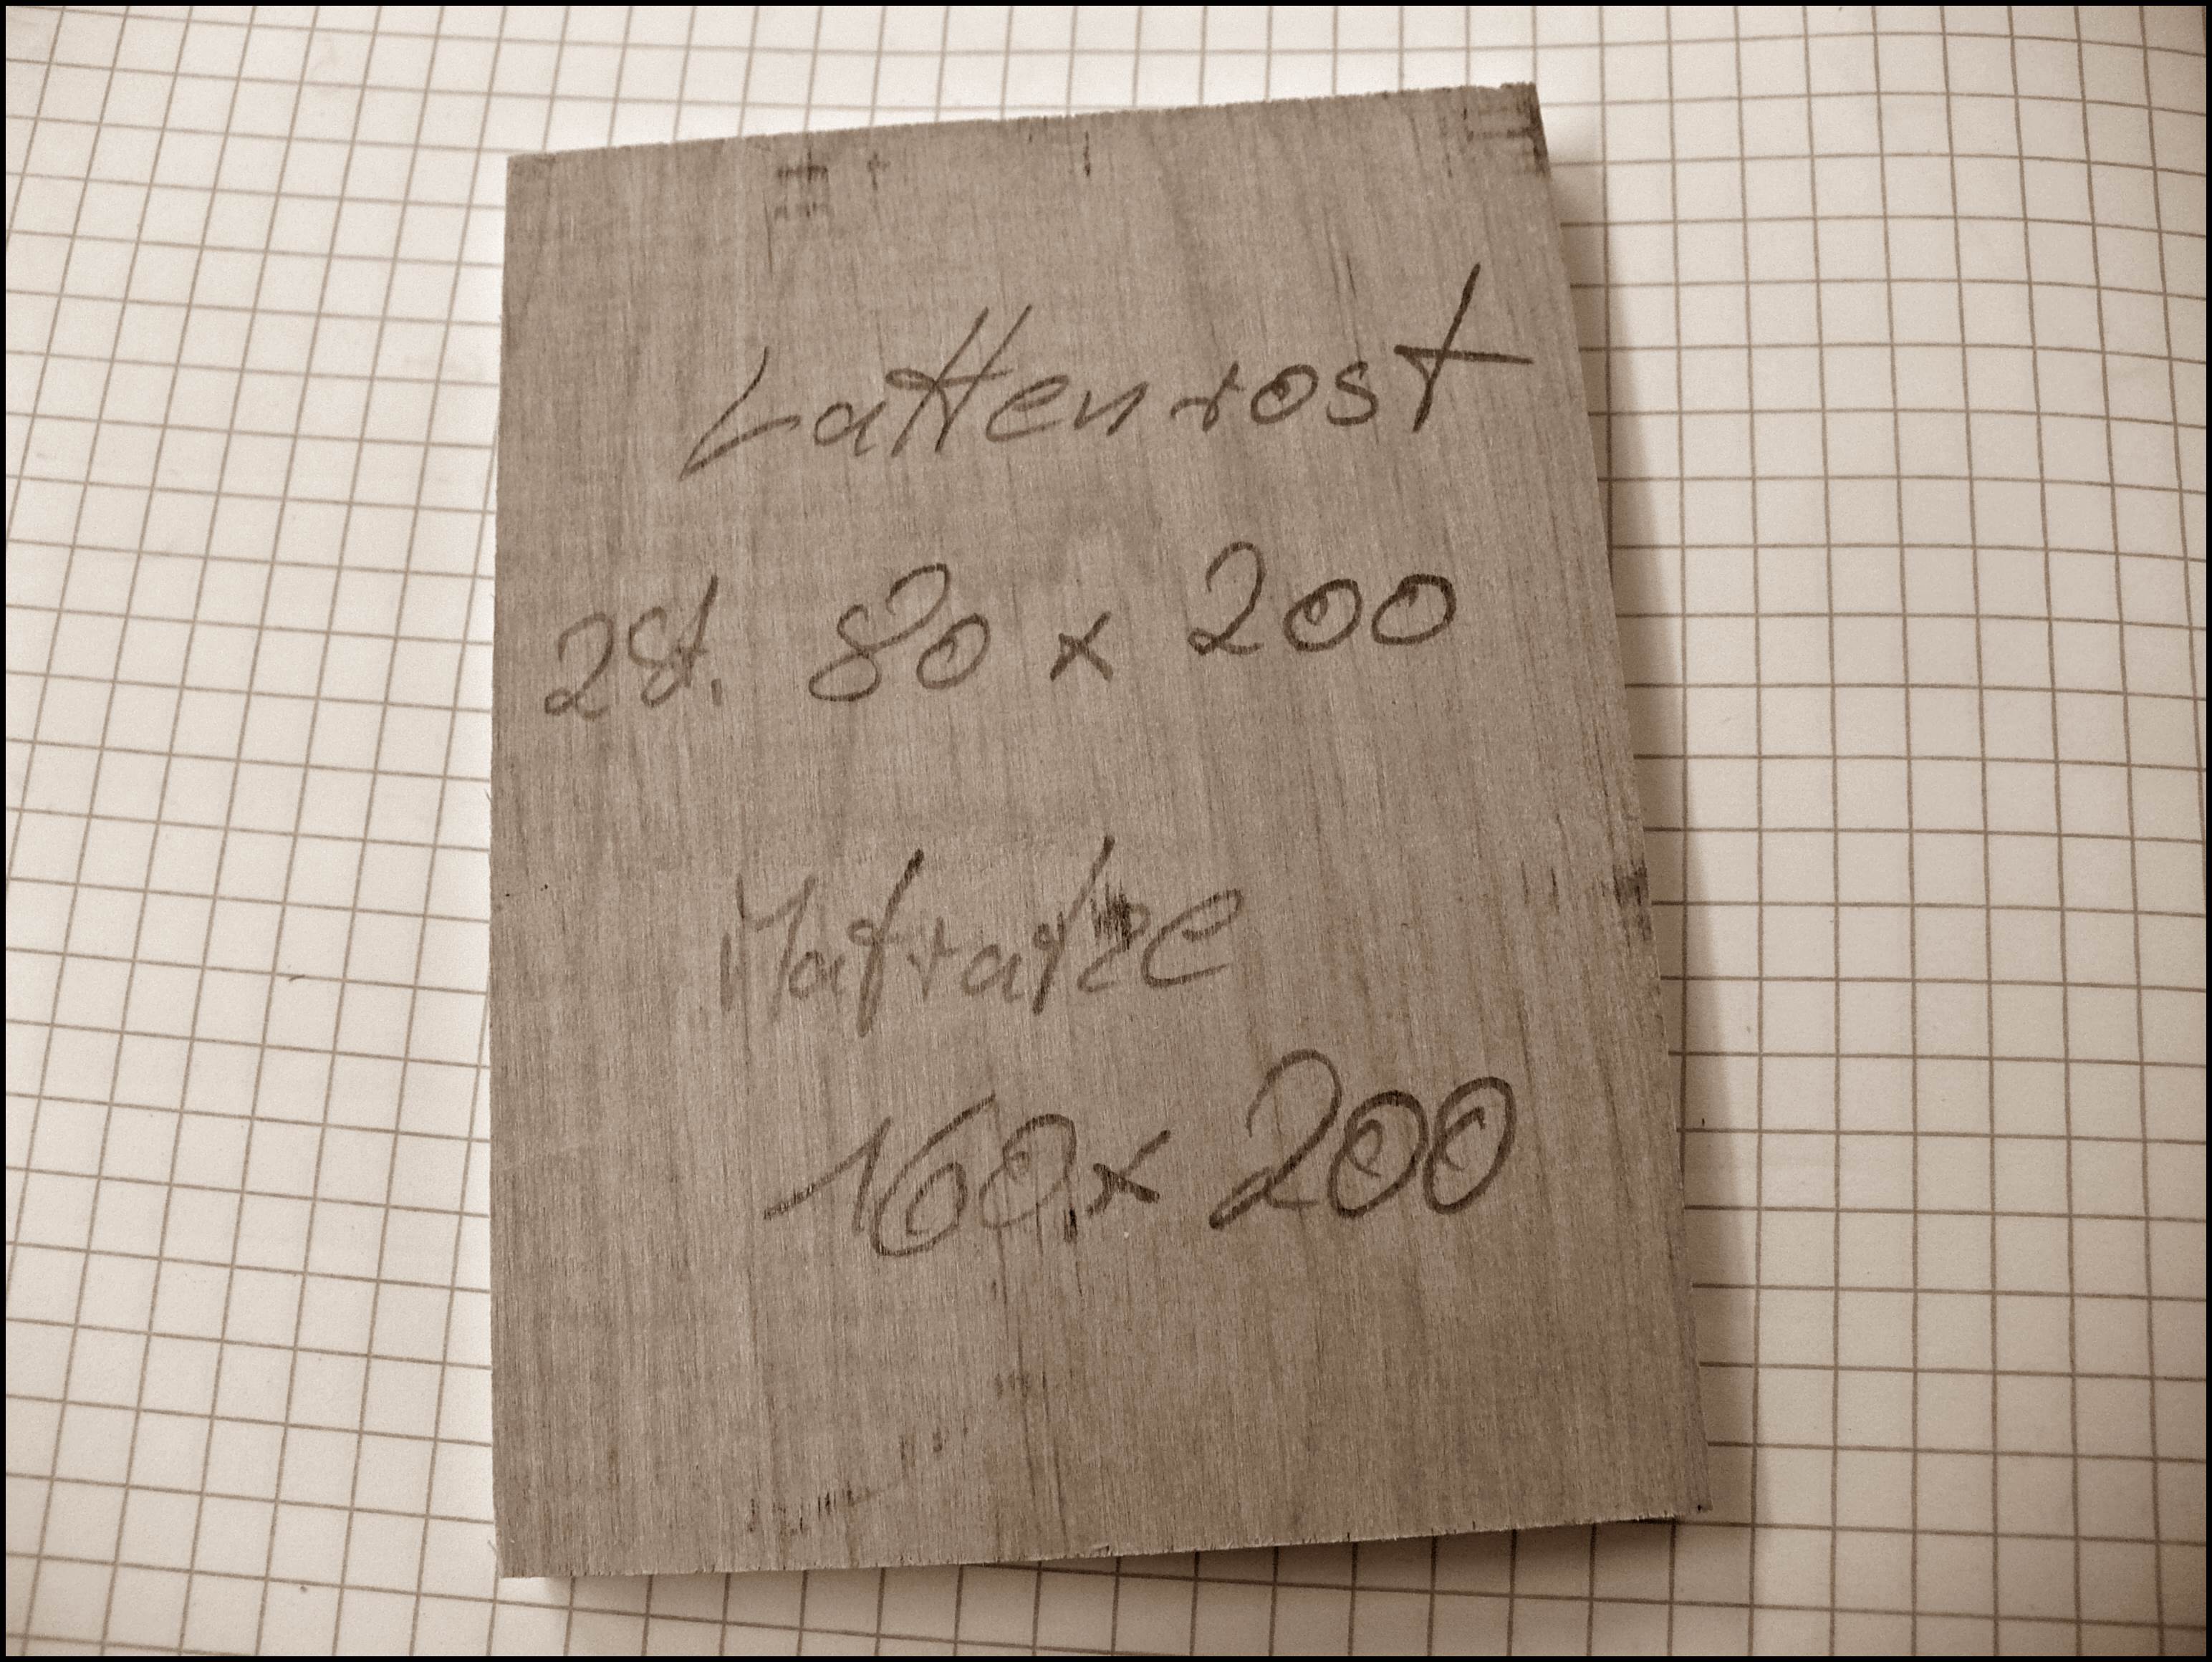 Lattenrost
2St. 80 x 200
Matratze
160 x 200